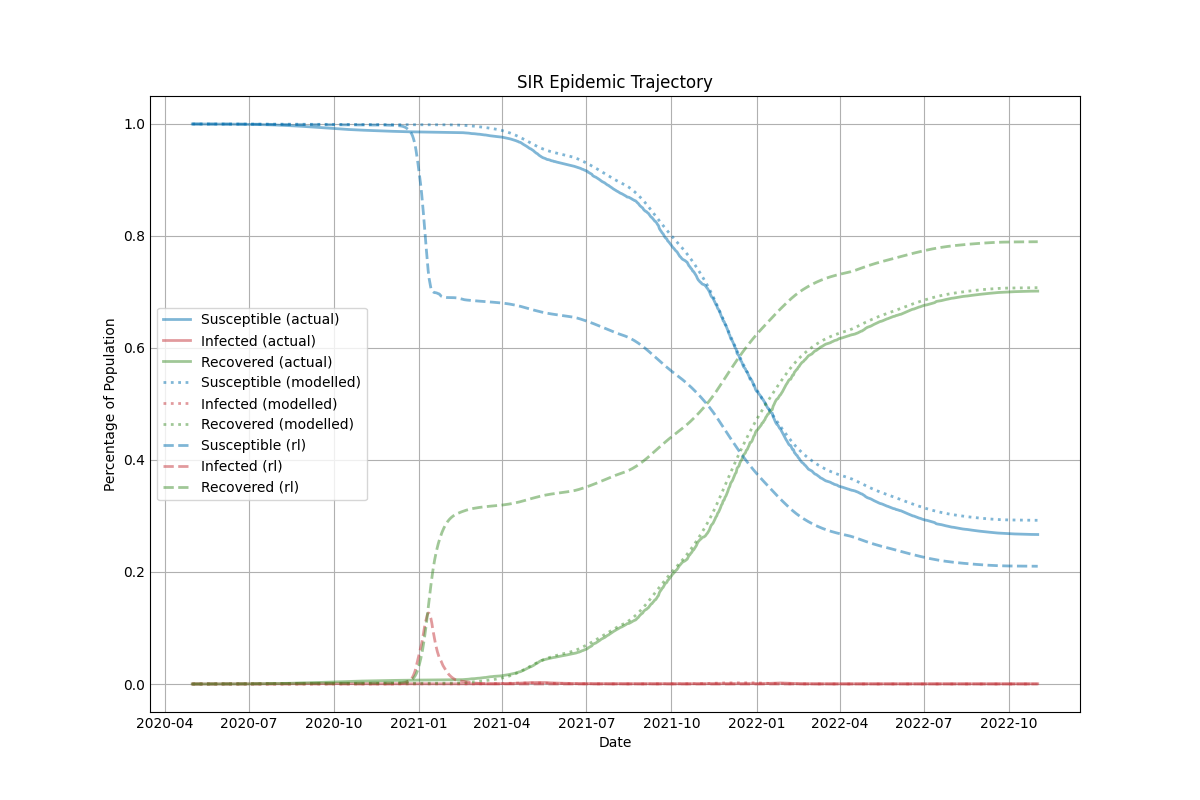 SIR Epidemic Trajectory
1.0
0.8
0.6
0.4
0.2
0.0
Percentage of Population
Susceptible (actual)
Infected (actual)
Recovered (actual)
Susceptible (modelled)
Infected (modelled)
Recovered (modelled)
Susceptible (rl)
Infected (rl)
Recovered (rl)
2020-04 2020-07 2020-10 2021-01 2021-04 2021-07 2021-10 2022-01 2022-04 2022-07 2022-10
Date